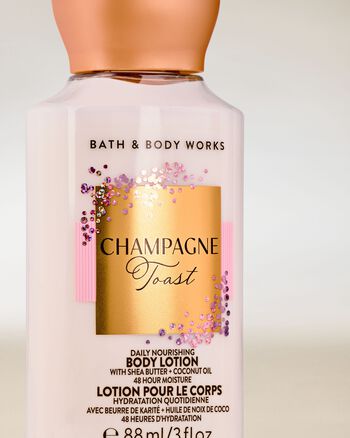 BATH & BODY WORKS
CHAMPAGNE
Toast
DAILY NOURISHING
BODY LOTION
WITH SHEA BUTTER + COCONUT OIL
48 HOUR MOISTURE
LOTION POUR LE CORPS
HYDRATATION QUOTIDIENNE
AVEC BEURRE DE KARITÉ + HUILE DE NOIX DE COCO
48 HEURES D'HYDRATATION
℮ 88 ml/3 fl oz